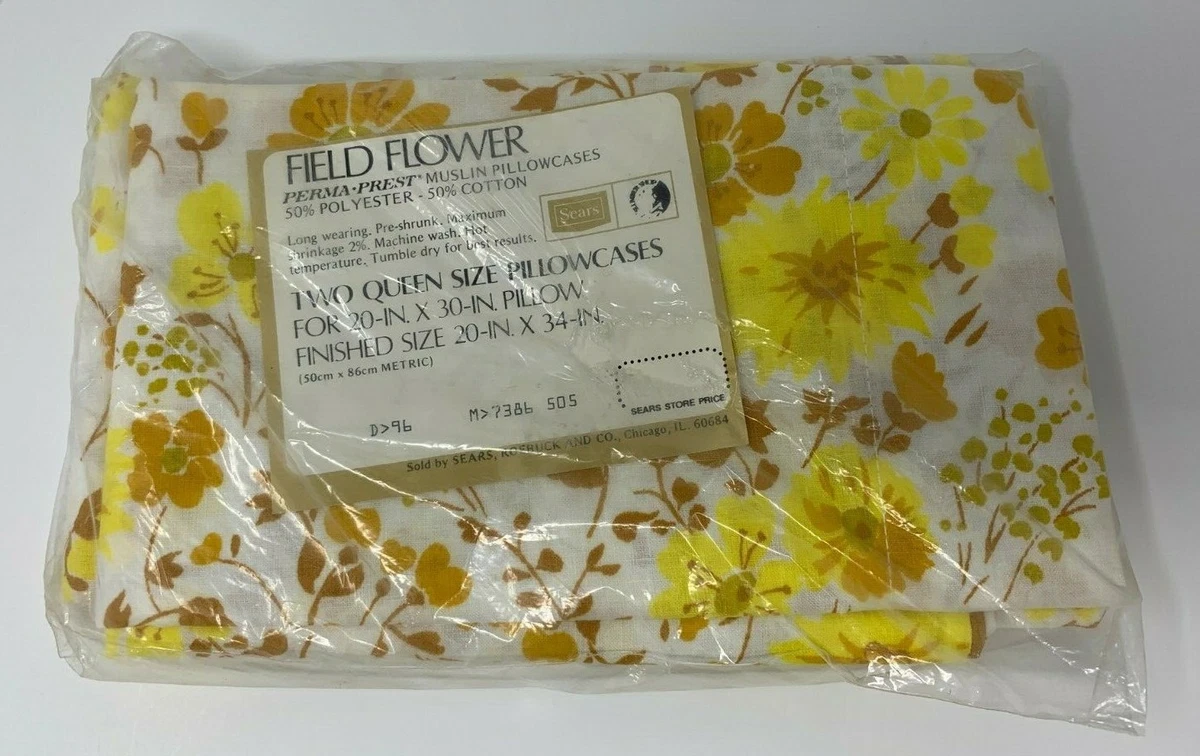 FIELD FLOWER
PERMA·PREST® MUSLIN PILLOWCASES
50% POLYESTER - 50% COTTON
Sears
Long wearing. Pre-shrunk. Maximum
shrinkage 2%. Machine wash. Hot
temperature. Tumble dry for best results.
TWO QUEEN SIZE PILLOWCASES
FOR 20-IN. X 30-IN. PILLOW
FINISHED SIZE 20-IN. X 34-IN.
(50cm x 86cm METRIC)
D>96 M>7386 505
SEARS STORE PRICE
Sold by SEARS, ROEBUCK AND CO., Chicago, IL. 60684